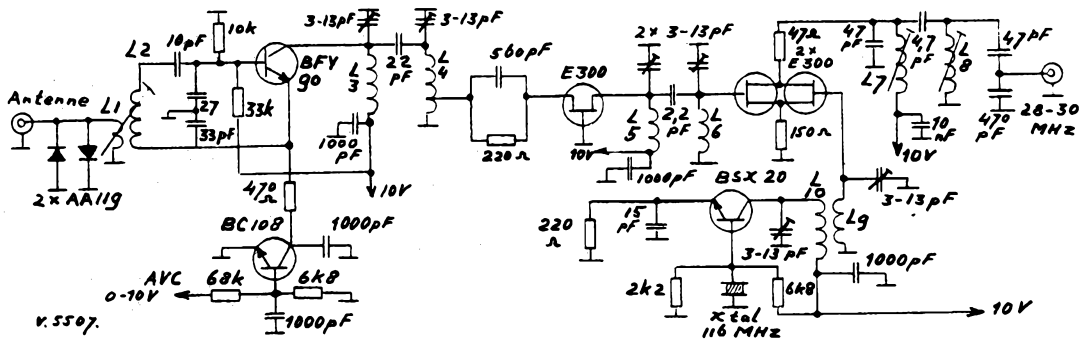 3-13pF
3-13pF
10k
L2
10pF
BFY
90
L
3
22
pF
L
4
560pF
2x 3-13pF
E300
47Ω
2x
E300
47
pF
L7
4,7
pF
L
8
47pF
Antenne
L1
27
33pF
33k
1000
pF
220Ω
10V
L
5
2,2
pF
L
6
1000pF
150Ω
10
nF
10V
470
pF
28-30
MHz
2x AA119
470
Ω
10V
BC108
1000pF
220
Ω
15
pF
BSX 20
3-13pF
L
10
L9
3-13pF
1000pF
AVC
0-10V
68k
6k8
1000pF
2k2
xtal
116 MHz
6k8
10V
V.5507.